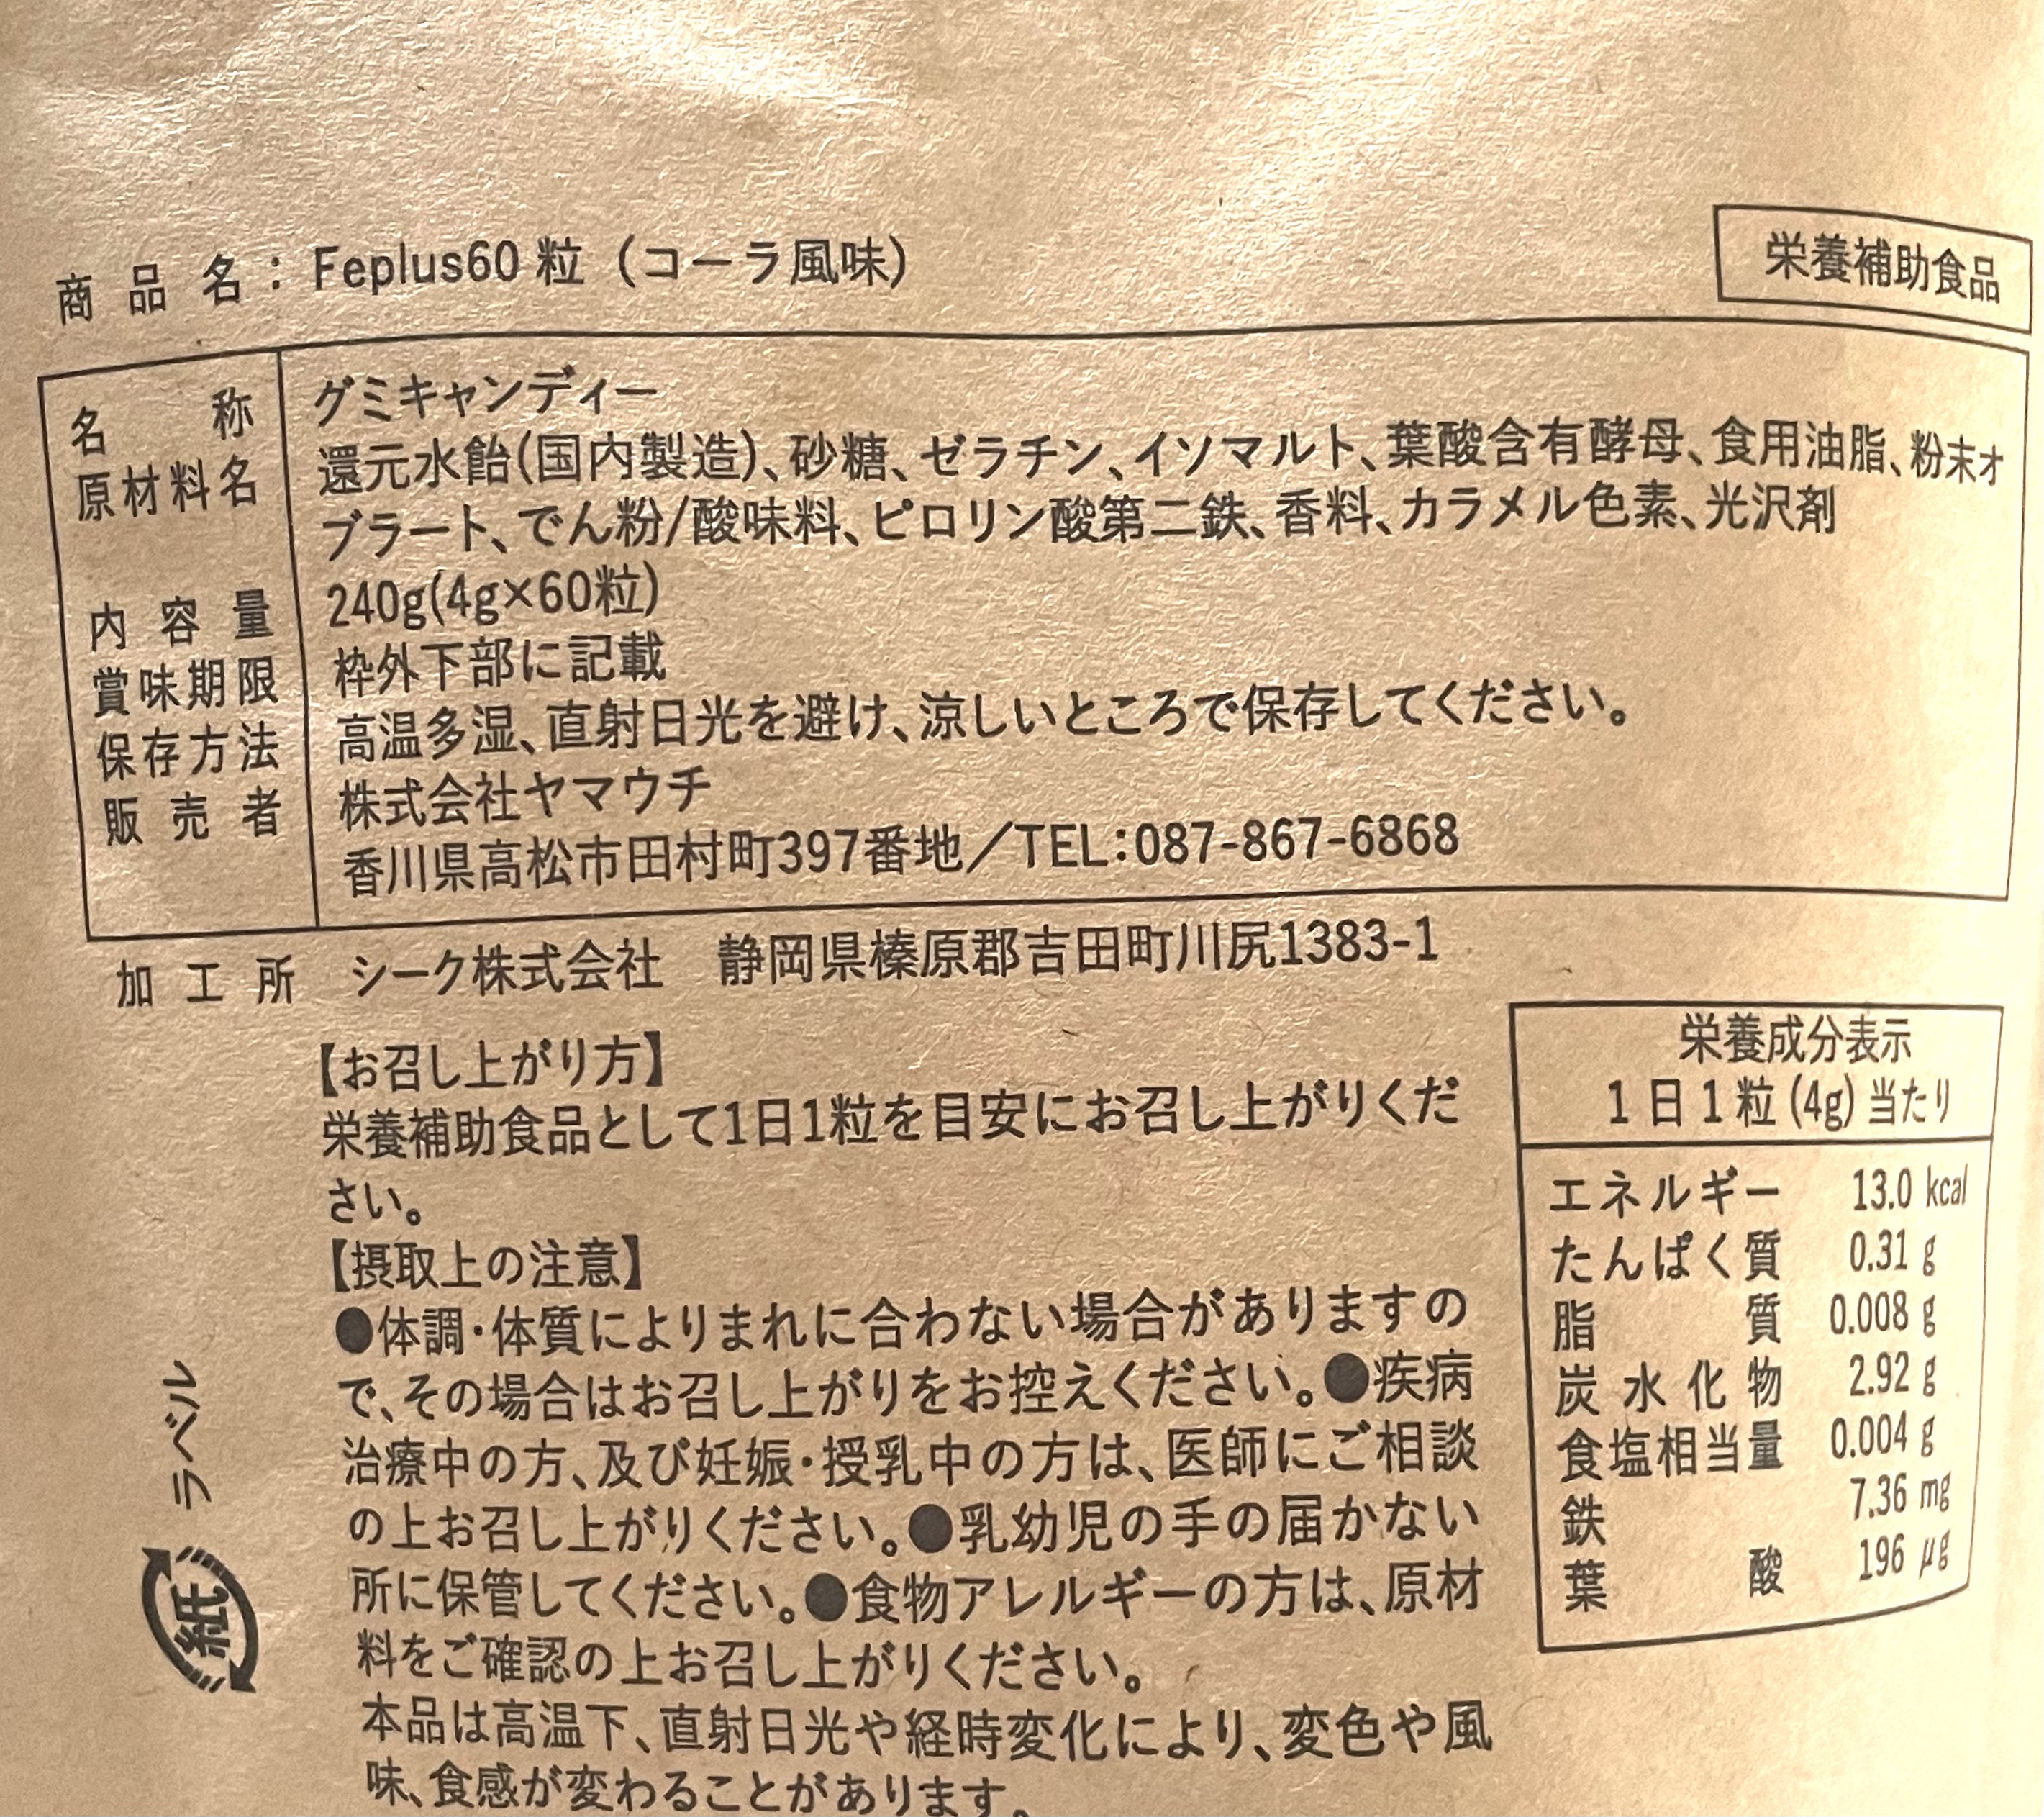 商品名：Feplus60粒（コーラ風味）
栄養補助食品
名称 グミキャンディー
原材料名 還元水飴(国内製造)、砂糖、ゼラチン、イソマルト、葉酸含有酵母、食用油脂、粉末オ
ブラート、でん粉/酸味料、ピロリン酸第二鉄、香料、カラメル色素、光沢剤
内容量 240g(4g×60粒)
賞味期限 枠外下部に記載
保存方法 高温多湿、直射日光を避け、涼しいところで保存してください。
販売者 株式会社ヤマウチ
香川県高松市田村町397番地／TEL：087-867-6868
加工所 シーク株式会社 静岡県榛原郡吉田町川尻1383-1
【お召し上がり方】
栄養補助食品として1日1粒を目安にお召し上がりくだ
さい。
【摂取上の注意】
●体調・体質によりまれに合わない場合がありますの
で、その場合はお召し上がりをお控えください。●疾病
治療中の方、及び妊娠・授乳中の方は、医師にご相談
の上お召し上がりください。●乳幼児の手の届かない
所に保管してください。●食物アレルギーの方は、原材
料をご確認の上お召し上がりください。
本品は高温下、直射日光や経時変化により、変色や風
味、食感が変わることがあります。
栄養成分表示
1日1粒(4g)当たり
エネルギー 13.0 kcal
たんぱく質 0.31 g
脂質 0.008 g
炭水化物 2.92 g
食塩相当量 0.004 g
鉄 7.36 mg
葉酸 196 μg
紙 ラベル